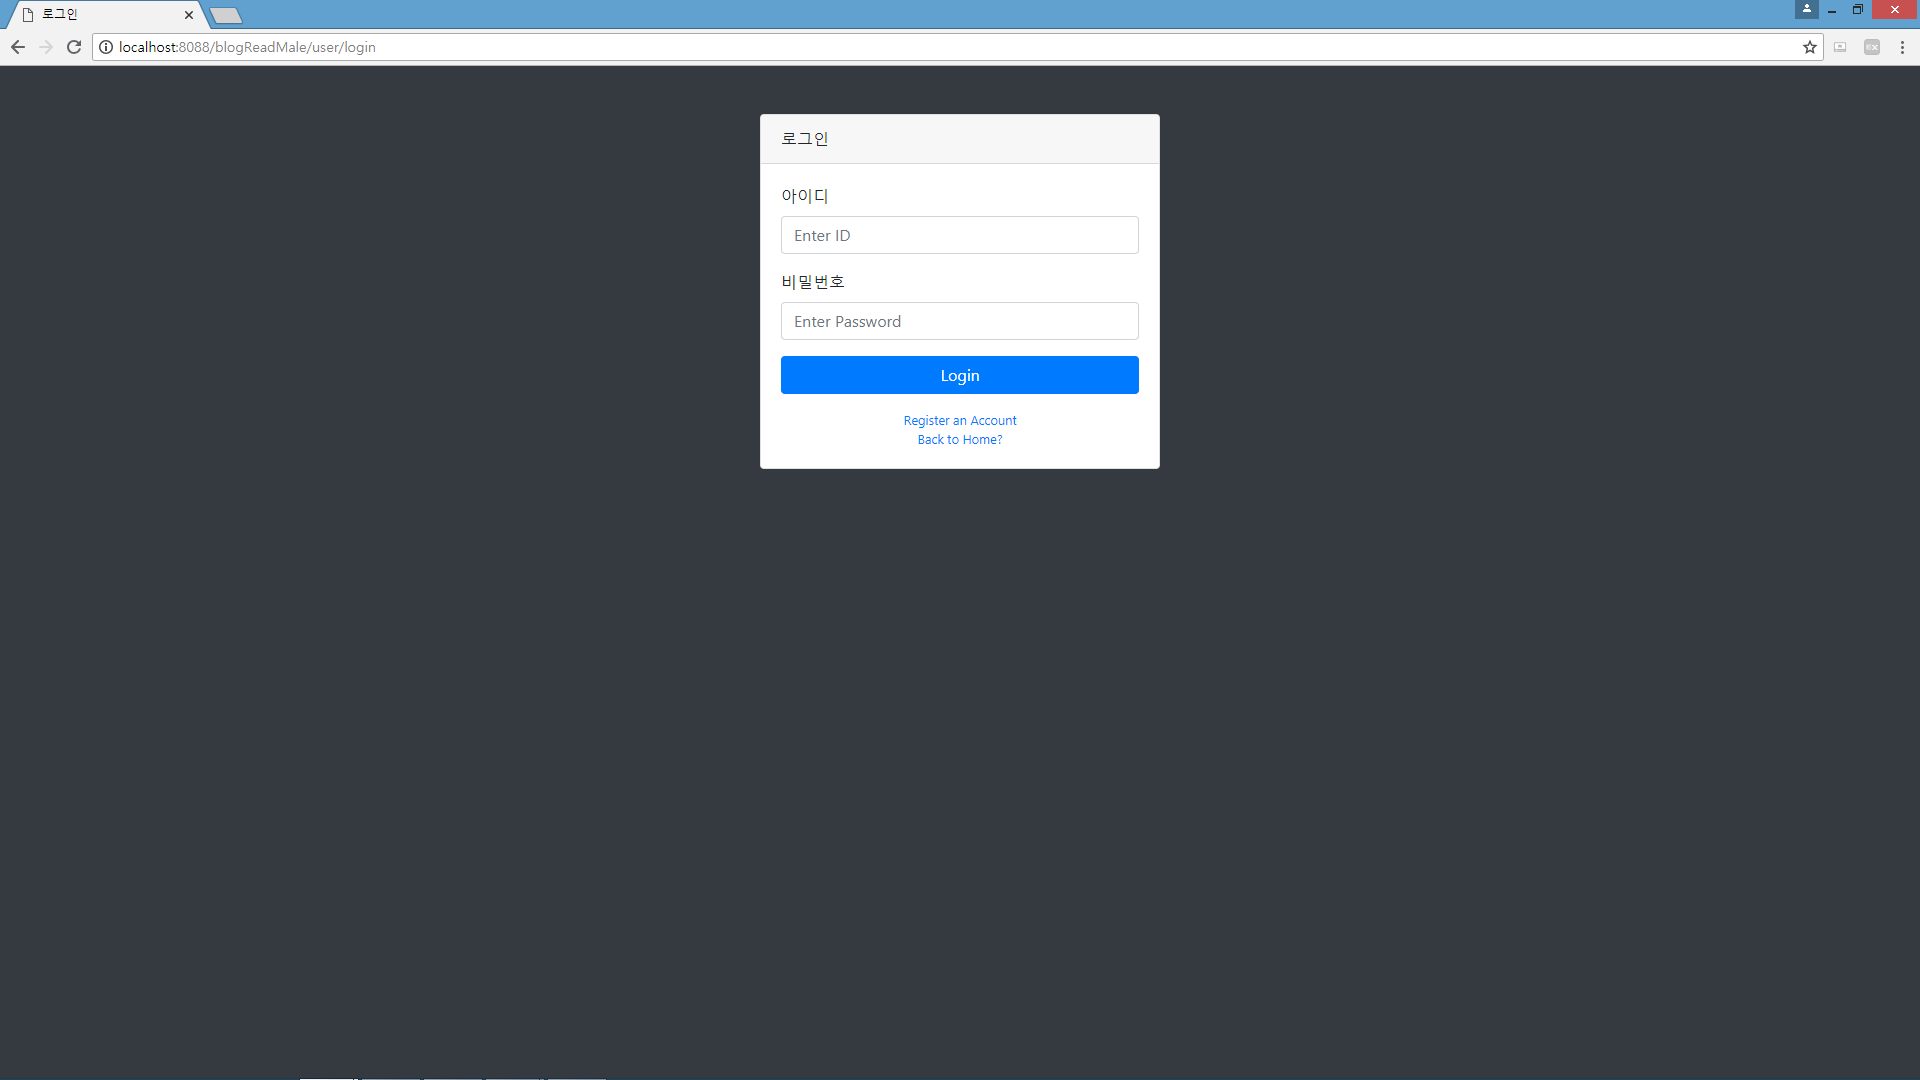 로그인
localhost:8088/blogReadMale/user/login
로그인
아이디
Enter ID
비밀번호
Enter Password
Login
Register an Account
Back to Home?